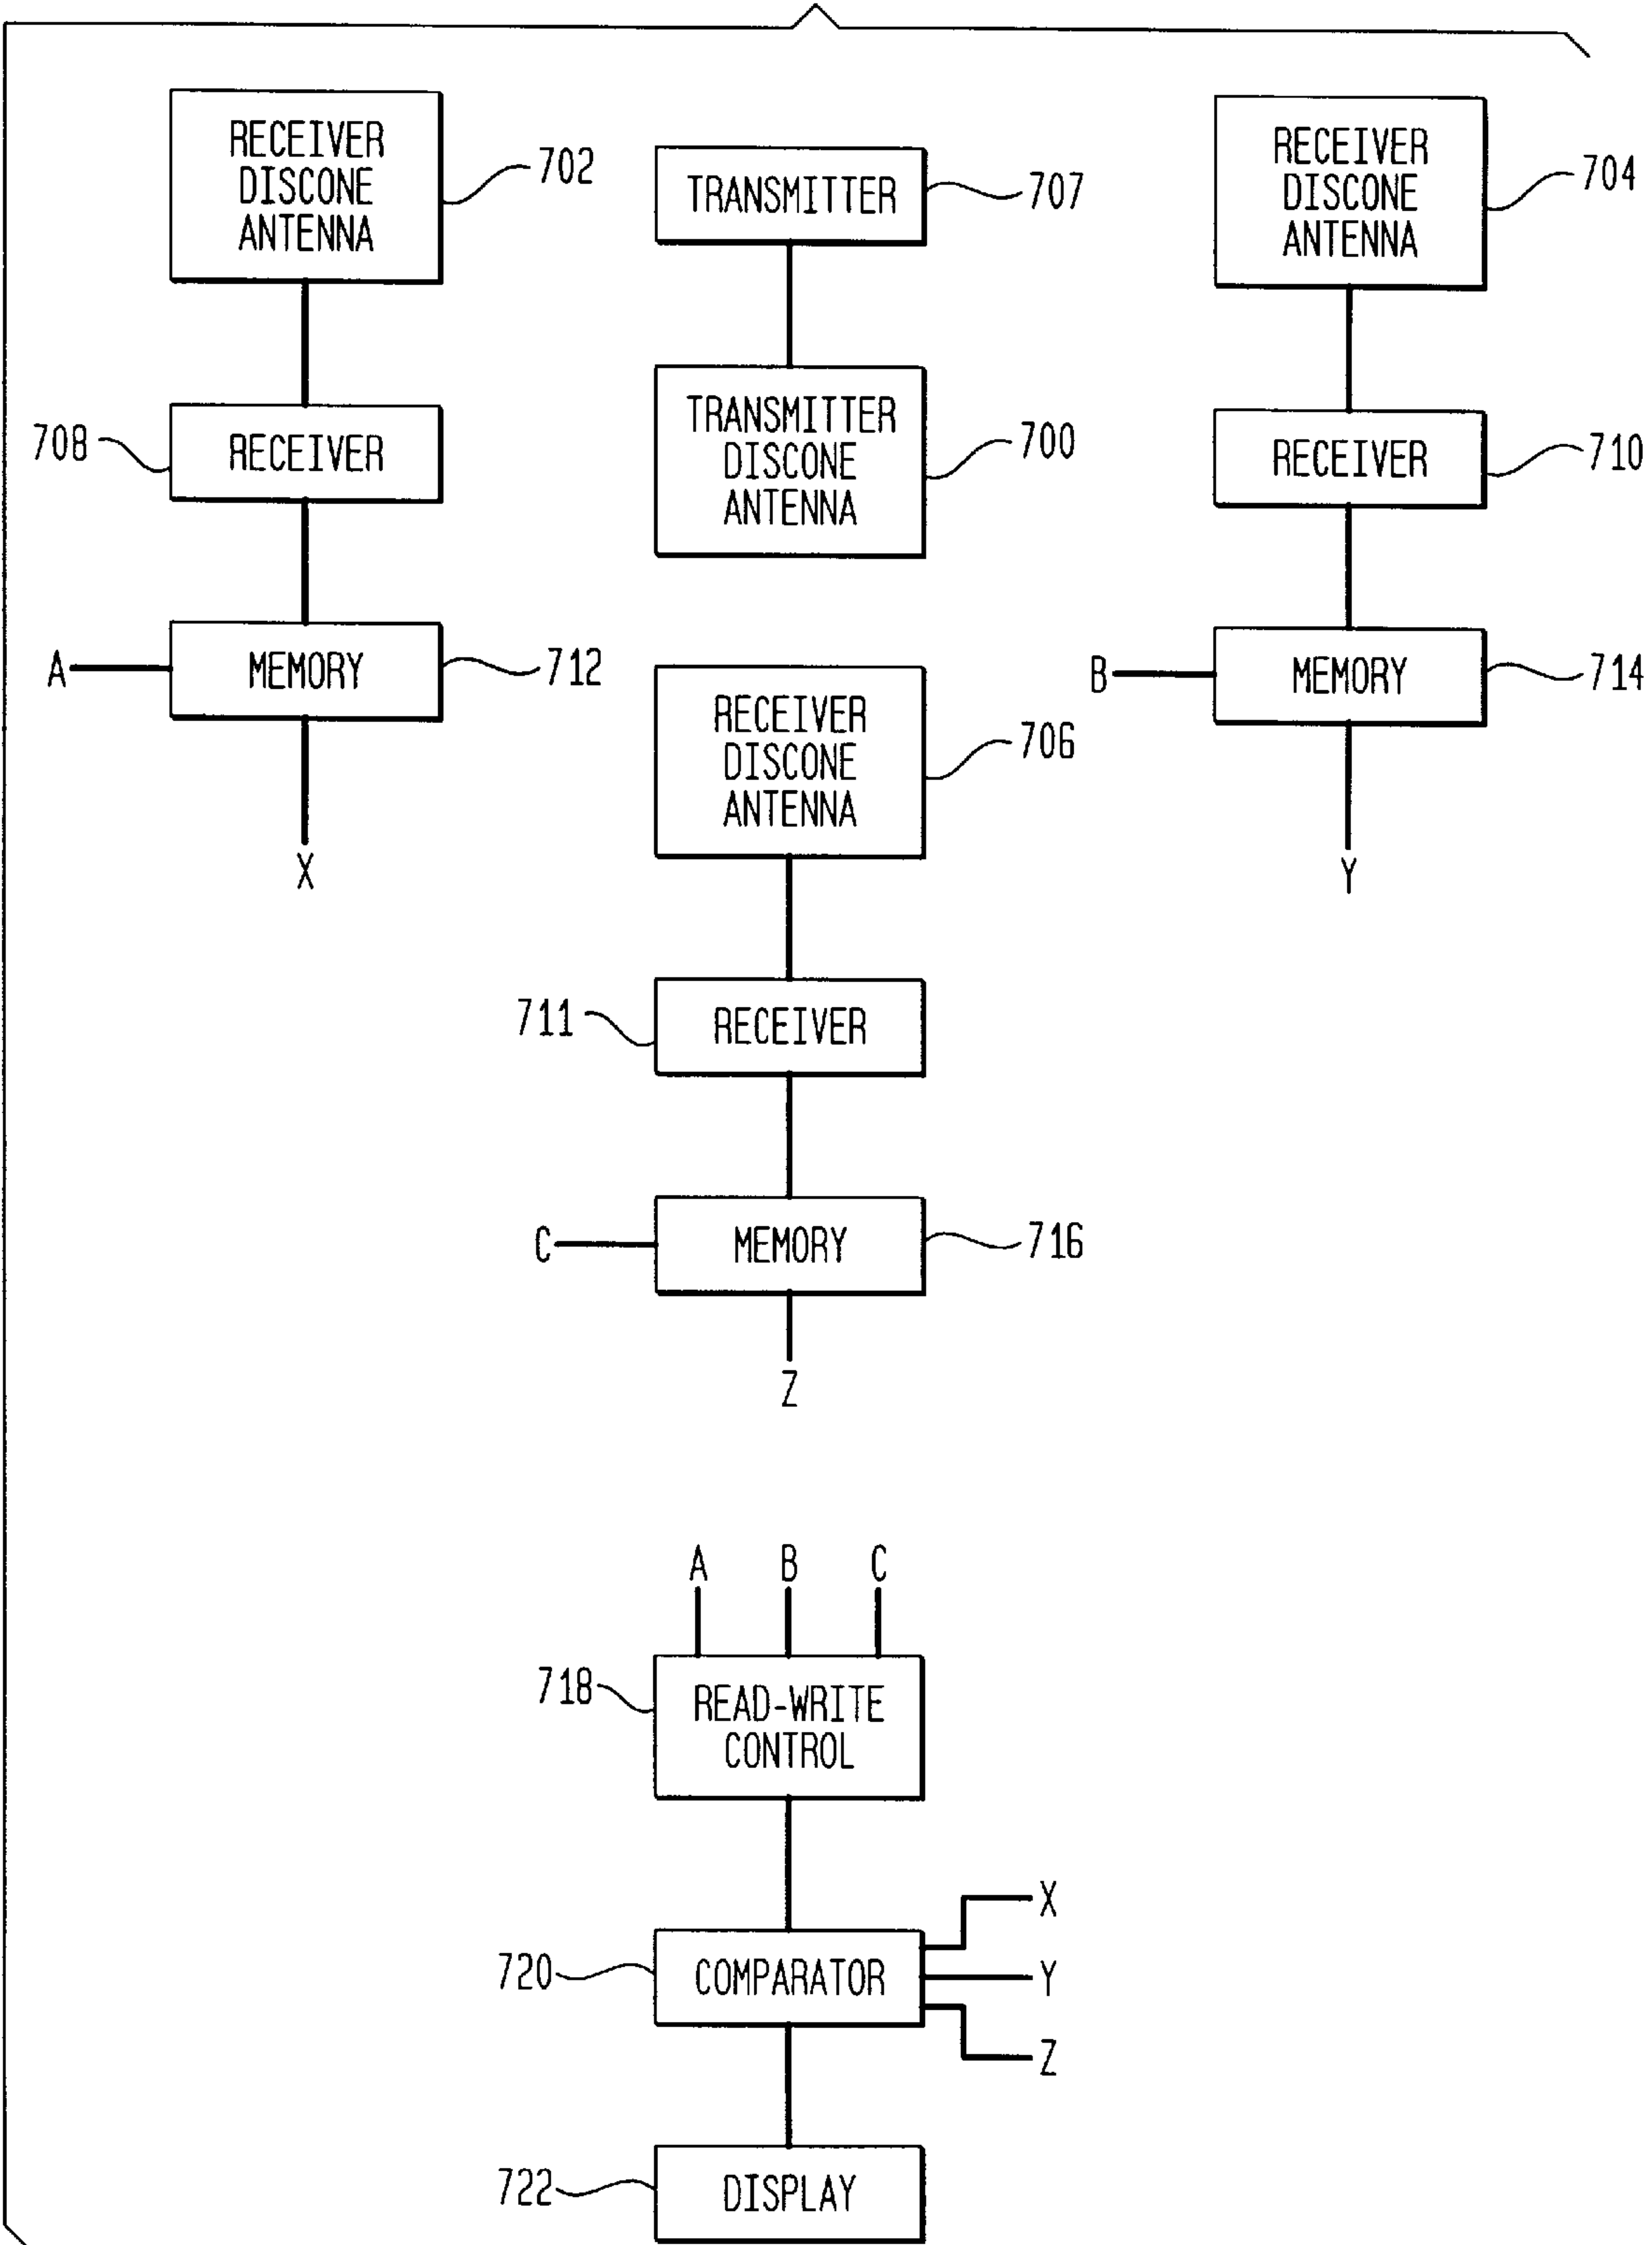 RECEIVER
DISCONE
ANTENNA
702
TRANSMITTER
707
RECEIVER
DISCONE
ANTENNA
704
708
RECEIVER
TRANSMITTER
DISCONE
ANTENNA
700
RECEIVER
710
A
MEMORY
712
RECEIVER
DISCONE
ANTENNA
706
B
MEMORY
714
X
Y
711
RECEIVER
C
MEMORY
716
Z
A B C
718
READ-WRITE
CONTROL
720
COMPARATOR
X
Y
Z
722
DISPLAY